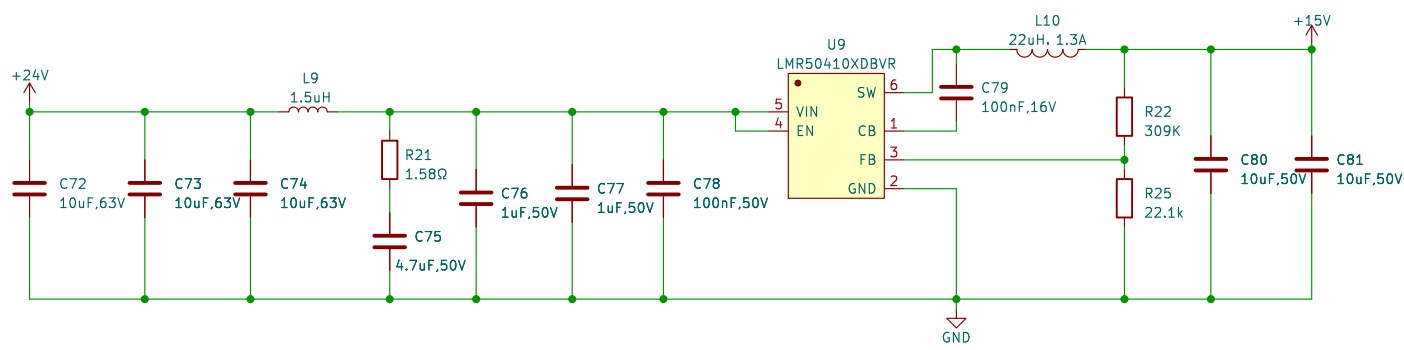 +24V
L9
1.5uH
U9
LMR50410XDBVR
L10
22uH, 1.3A
+15V
5 VIN
4 EN
SW 6
CB 1
FB 3
GND 2
C79
100nF,16V
R22
309K
R25
22.1k
C80
10uF,50V
C81
10uF,50V
C72
10uF,63V
C73
10uF,63V
C74
10uF,63V
R21
1.58Ω
C75
4.7uF,50V
C76
1uF,50V
C77
1uF,50V
C78
100nF,50V
GND